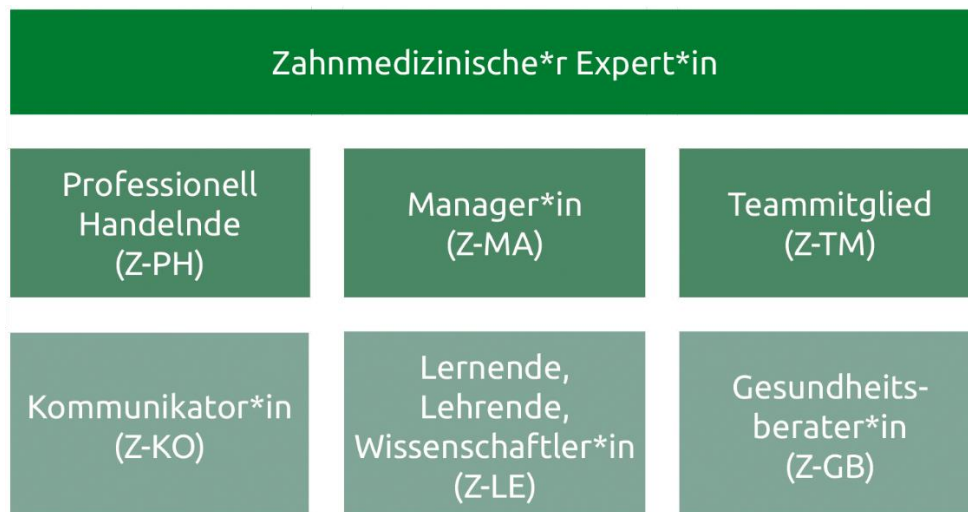 Zahnmedizinische*r Expert*in
Professionell
Handelnde
(Z-PH)
Manager*in
(Z-MA)
Teammitglied
(Z-TM)
Kommunikator*in
(Z-KO)
Lernende,
Lehrende,
Wissenschaftler*in
(Z-LE)
Gesundheits-
berater*in
(Z-GB)